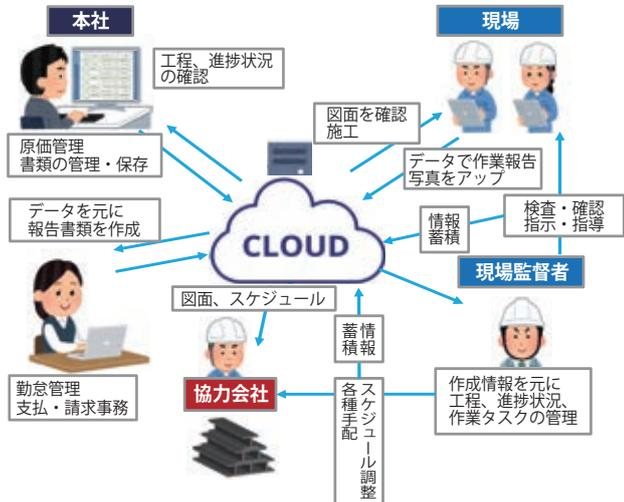 本社
現場
工程、進捗状況
の確認
図面を確認
施工
原価管理
書類の管理・保存
データで作業報告
写真をアップ
データを元に
報告書類を作成
CLOUD
情報
蓄積
検査・確認
指示・指導
現場監督者
図面、スケジュール
情報
蓄積
勤怠管理
支払・請求事務
協力会社
スケジュール調整
各種手配
作成情報を元に
工程、進捗状況、
作業タスクの管理